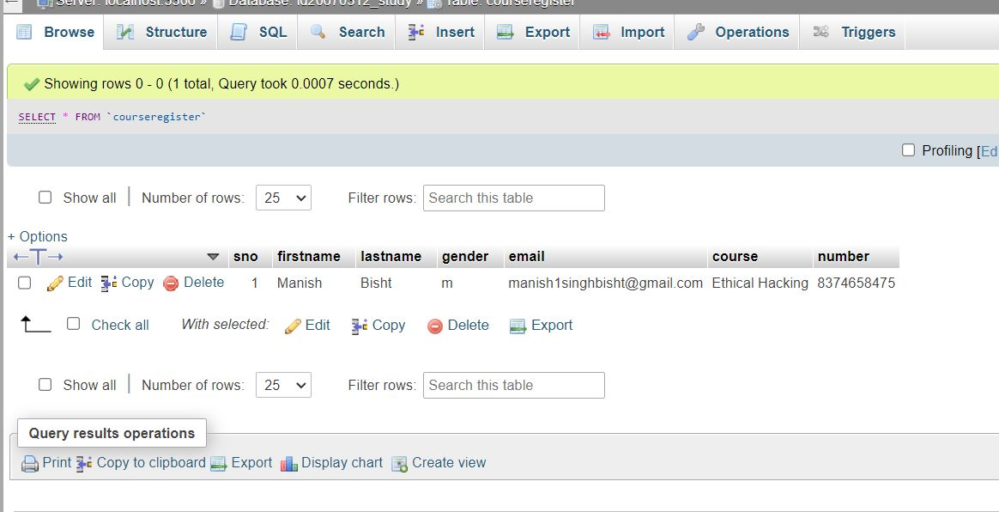 Server: localhost:3306 » Database: id20670312_study » Table: courseregister
Browse Structure SQL Search Insert Export Import Operations Triggers
Showing rows 0 - 0 (1 total, Query took 0.0007 seconds.)
SELECT * FROM `courseregister`
Profiling [Ed
Show all Number of rows: 25 Filter rows: Search this table
+ Options
sno firstname lastname gender email course number
Edit Copy Delete 1 Manish Bisht m manish1singhbisht@gmail.com Ethical Hacking 8374658475
Check all With selected: Edit Copy Delete Export
Show all Number of rows: 25 Filter rows: Search this table
Query results operations
Print Copy to clipboard Export Display chart Create view